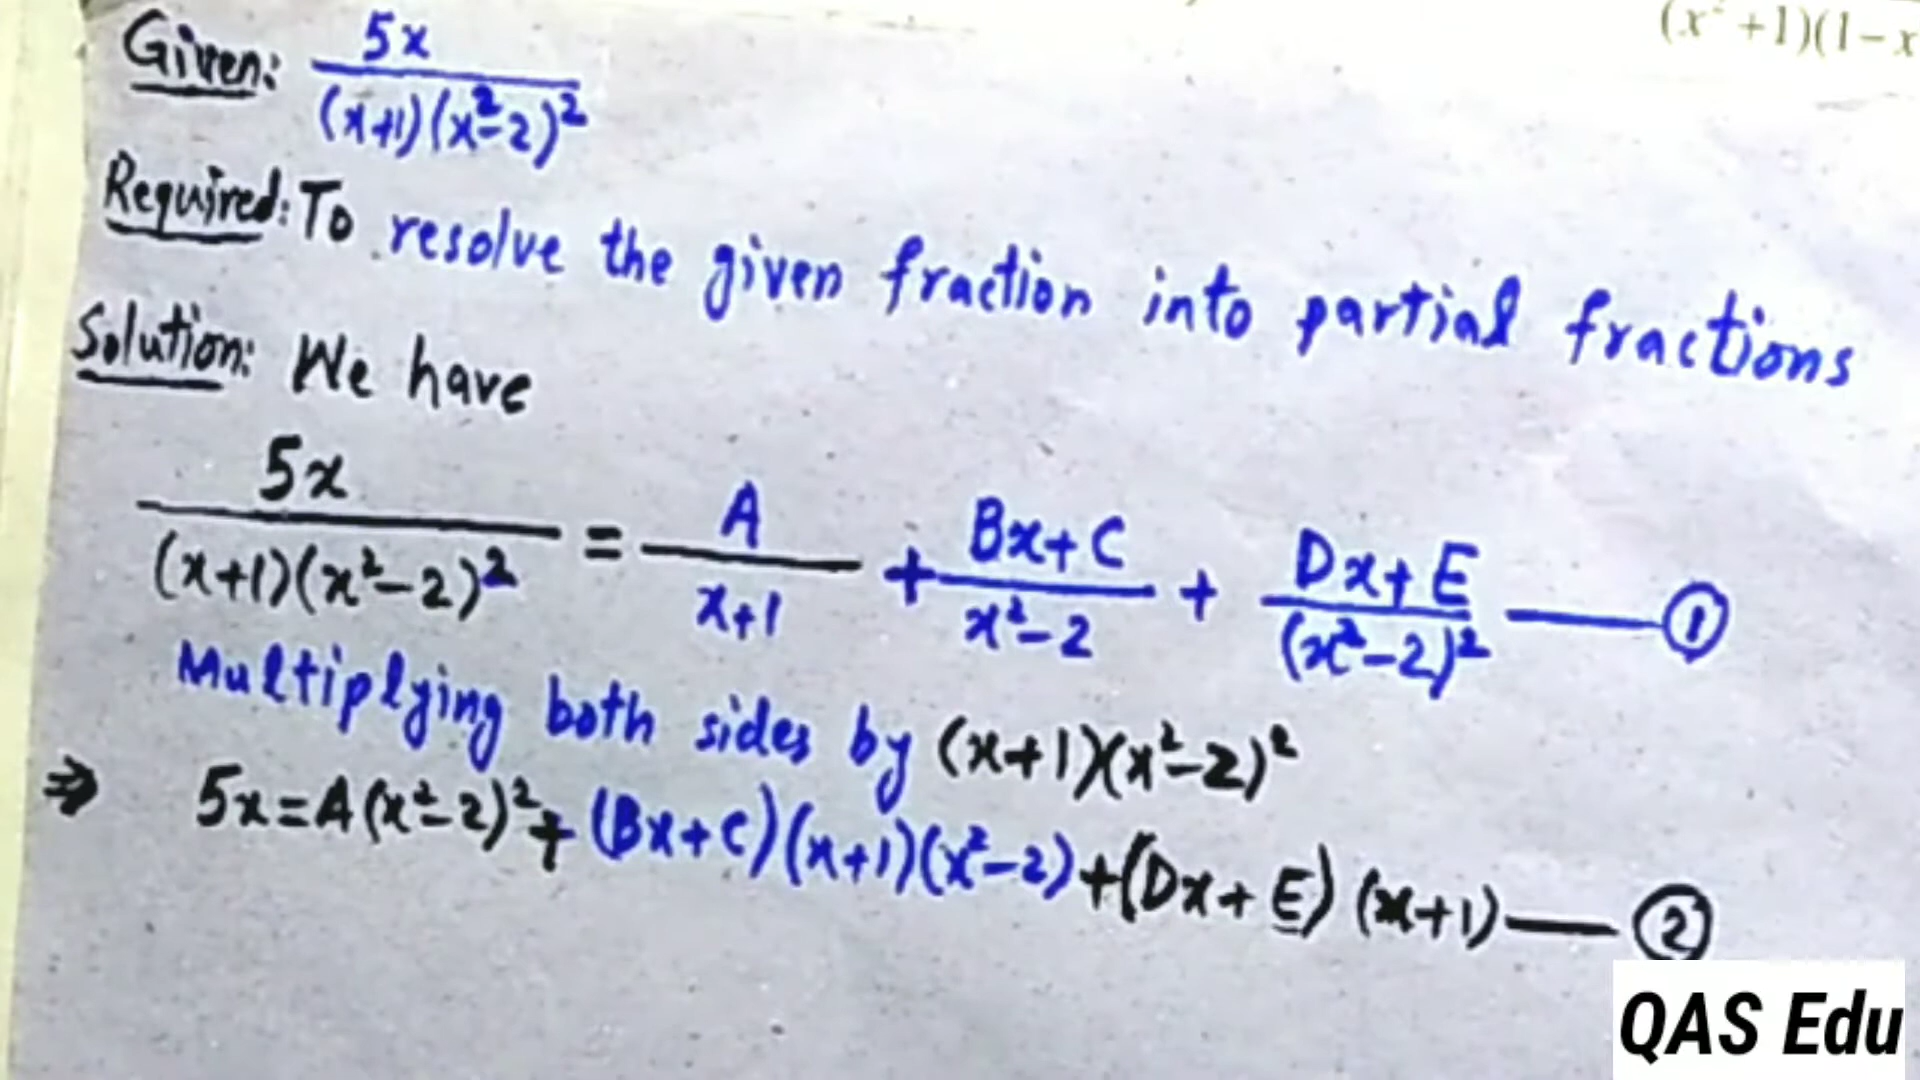 (x²+1)(1-x
Given: 5x / (x+1)(x²-2)²
Required: To resolve the given fraction into partial fractions
Solution: We have
5x / (x+1)(x²-2)² = A / x+1 + Bx+C / x²-2 + Dx+E / (x²-2)² — ①
Multiplying both sides by (x+1)(x²-2)²
⇒ 5x=A(x²-2)²+(Bx+C)(x+1)(x²-2)+(Dx+E)(x+1) — ②
QAS Edu